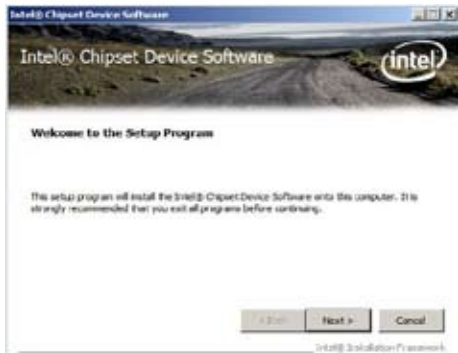 Intel® Chipset Device Software
Intel® Chipset Device Software
intel
Welcome to the Setup Program
This setup program will install the Intel® Chipset Device Software onto this computer. It is
strongly recommended that you exit all programs before continuing.
< Back
Next >
Cancel
Intel® Installation Framework